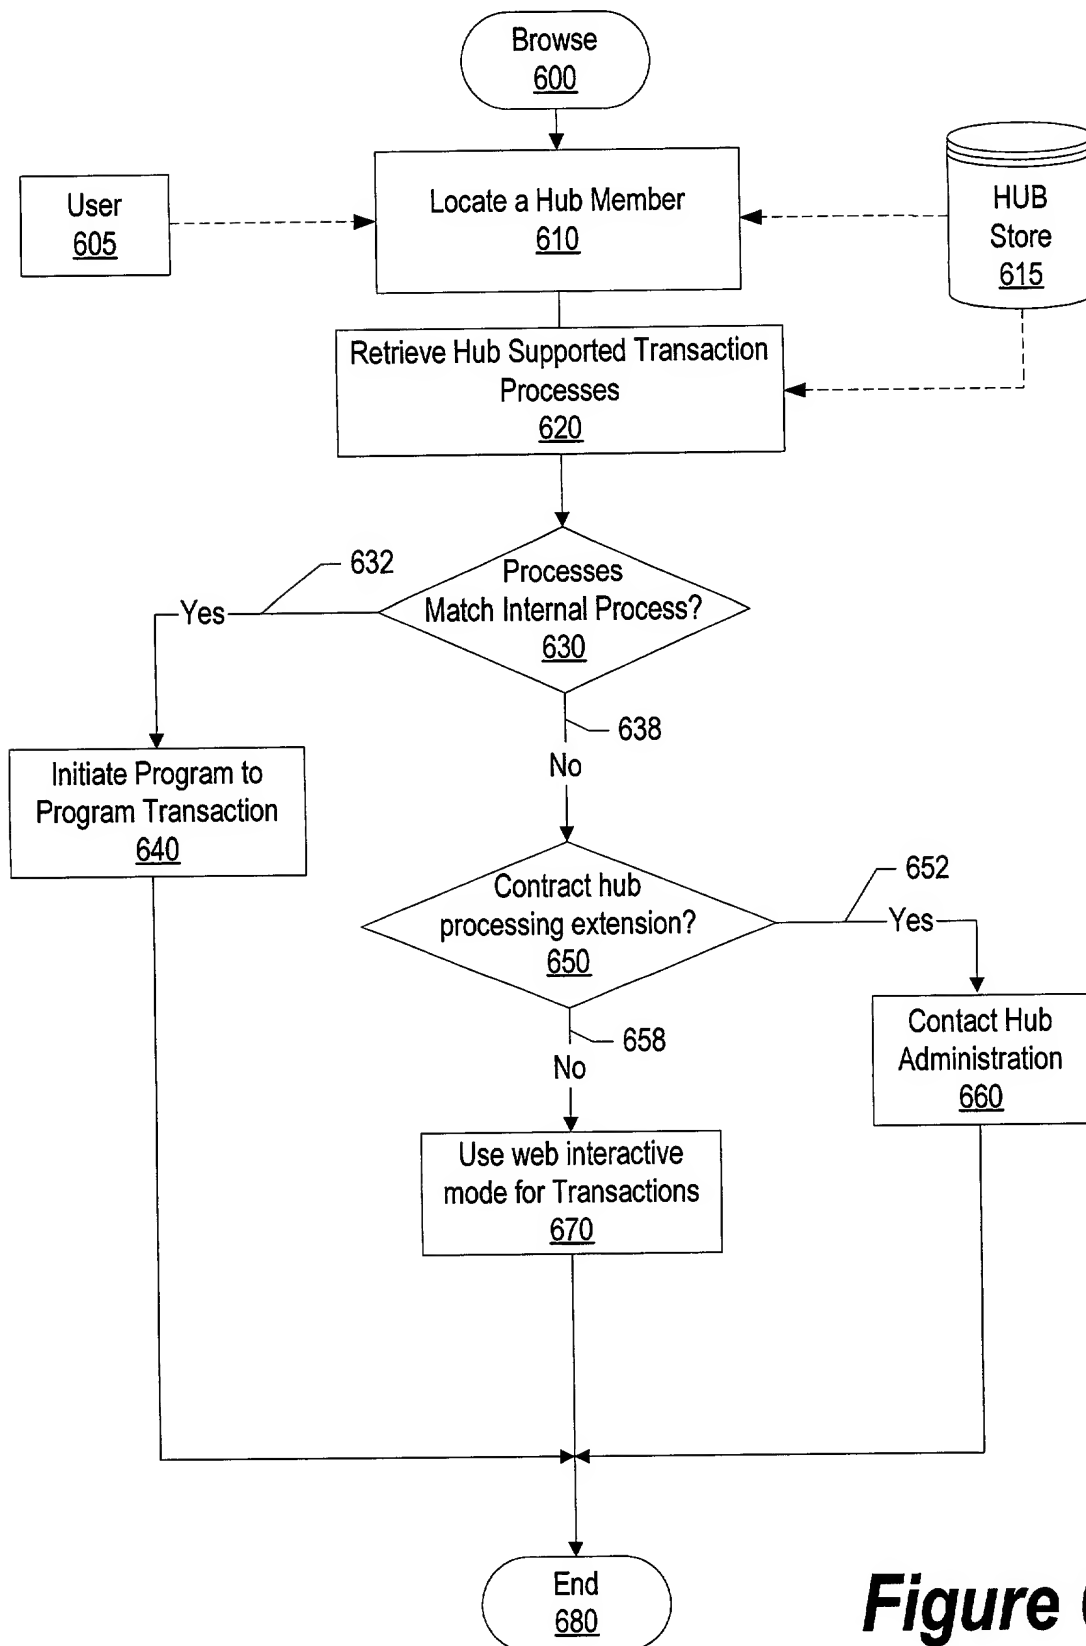 Browse
600
User
605
Locate a Hub Member
610
HUB
Store
615
Retrieve Hub Supported Transaction
Processes
620
632
Yes
Processes
Match Internal Process?
630
638
No
Initiate Program to
Program Transaction
640
Contract hub
processing extension?
650
652
Yes
658
No
Contact Hub
Administration
660
Use web interactive
mode for Transactions
670
End
680
Figure